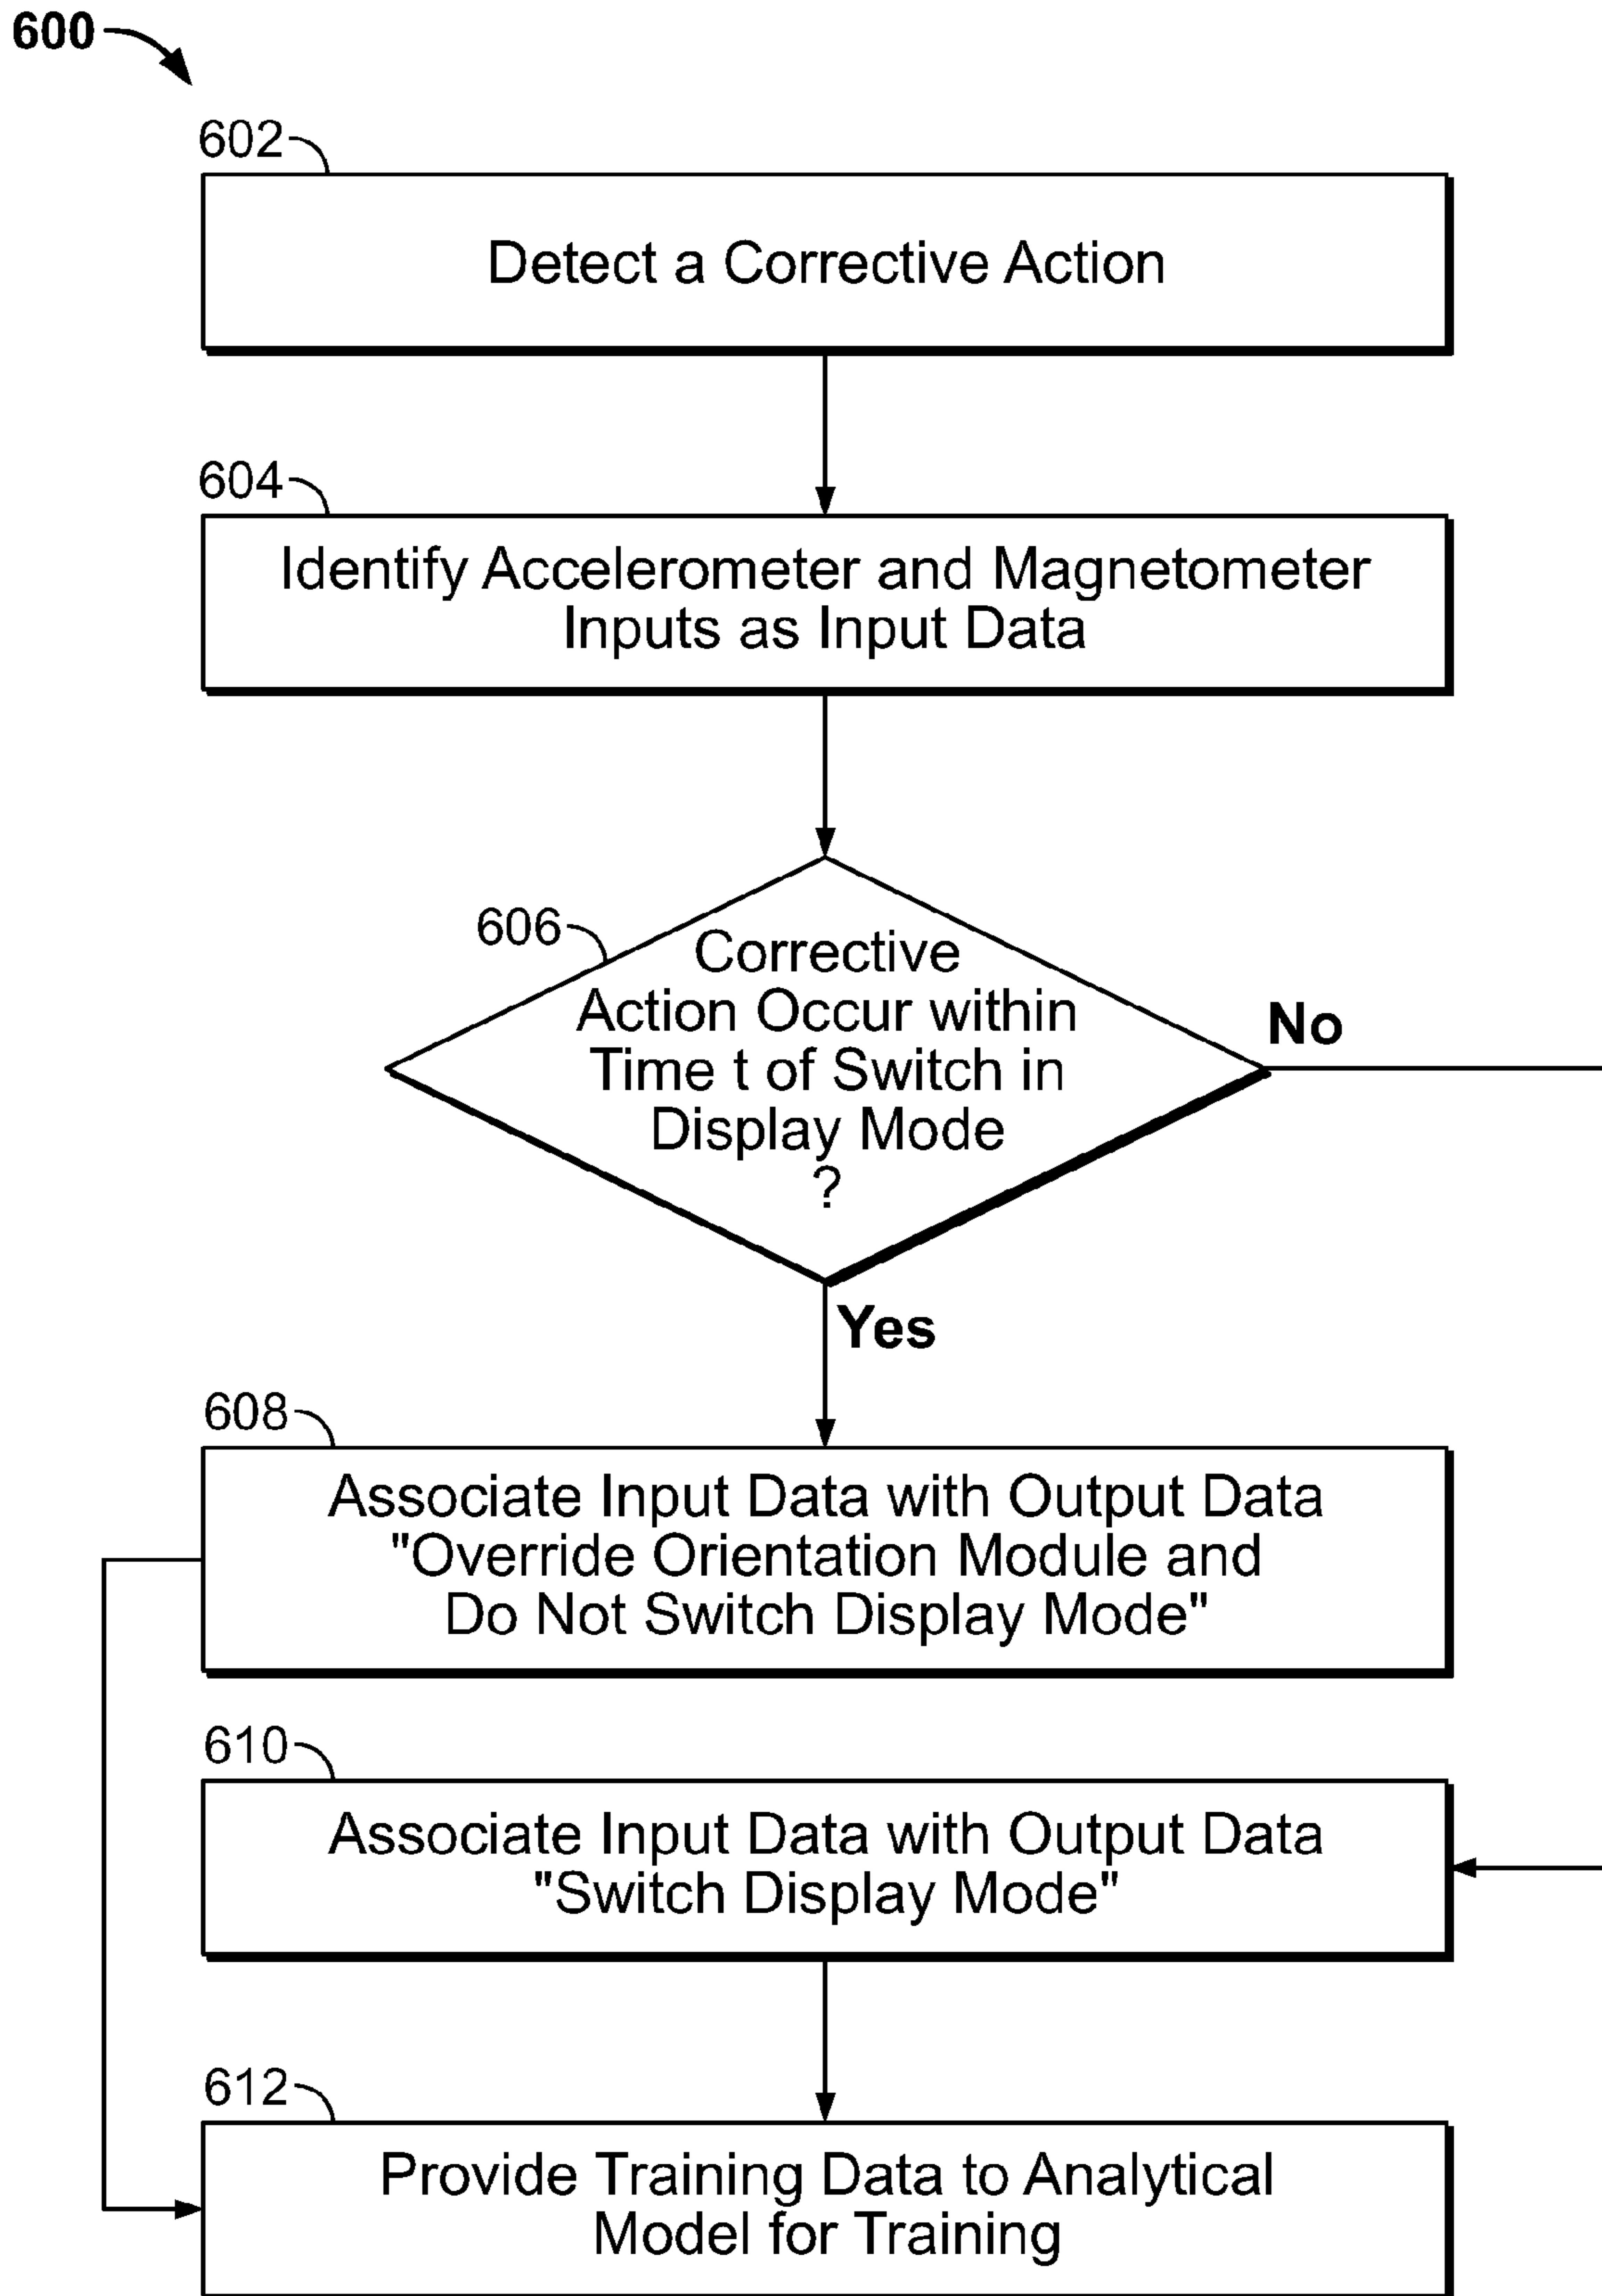 600
602
Detect a Corrective Action
604
Identify Accelerometer and Magnetometer
Inputs as Input Data
606
Corrective
Action Occur within
Time t of Switch in
Display Mode
?
No
Yes
608
Associate Input Data with Output Data
"Override Orientation Module and
Do Not Switch Display Mode"
610
Associate Input Data with Output Data
"Switch Display Mode"
612
Provide Training Data to Analytical
Model for Training